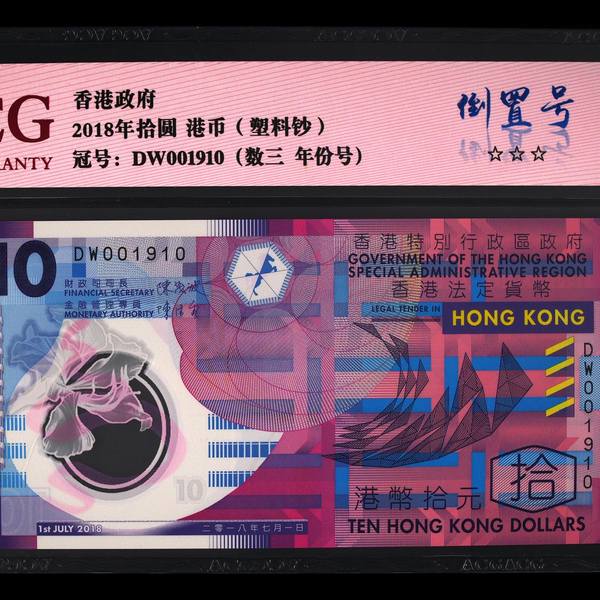 EG
RANTY
香港政府
2018年拾圆 港币（塑料钞）
冠号：DW001910（数三 年份号）
倒置号
☆☆☆
10
DW001910
財政司司長
FINANCIAL SECRETARY
金融管理專員
MONETARY AUTHORITY
香港特別行政區政府
GOVERNMENT OF THE HONG KONG
SPECIAL ADMINISTRATIVE REGION
香港法定貨幣
LEGAL TENDER IN
HONG KONG
DW001910
10
港幣拾元
拾
TEN HONG KONG DOLLARS
1st JULY 2018
二零一八年七月一日